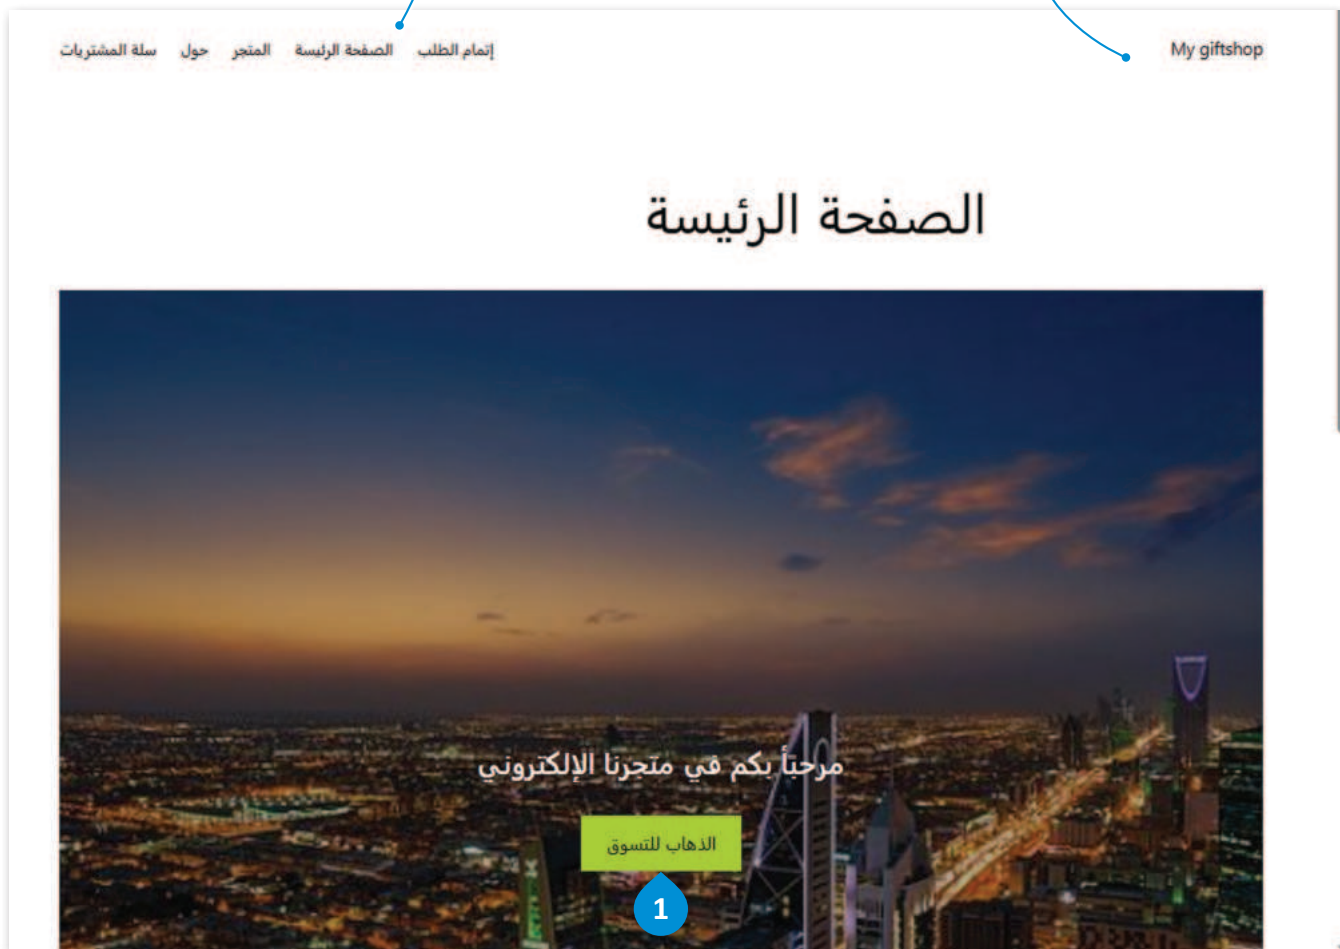 My giftshop
إتمام الطلب الصفحة الرئيسة المتجر حول سلة المشتريات
الصفحة الرئيسة
مرحبًا بكم في متجرنا الإلكتروني
الذهاب للتسوق
1